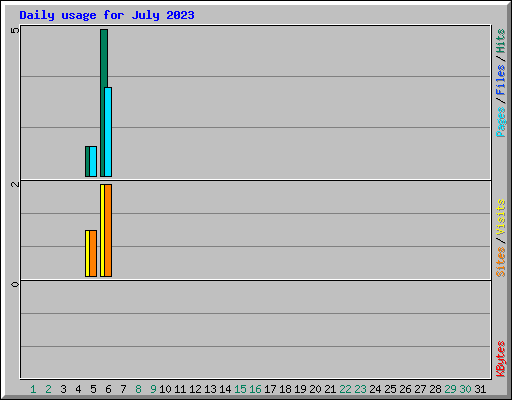 Daily usage for July 2023
5
2
0
Pages/Files/Hits
Sites/Visits
KBytes
1 2 3 4 5 6 7 8 9 10 11 12 13 14 15 16 17 18 19 20 21 22 23 24 25 26 27 28 29 30 31